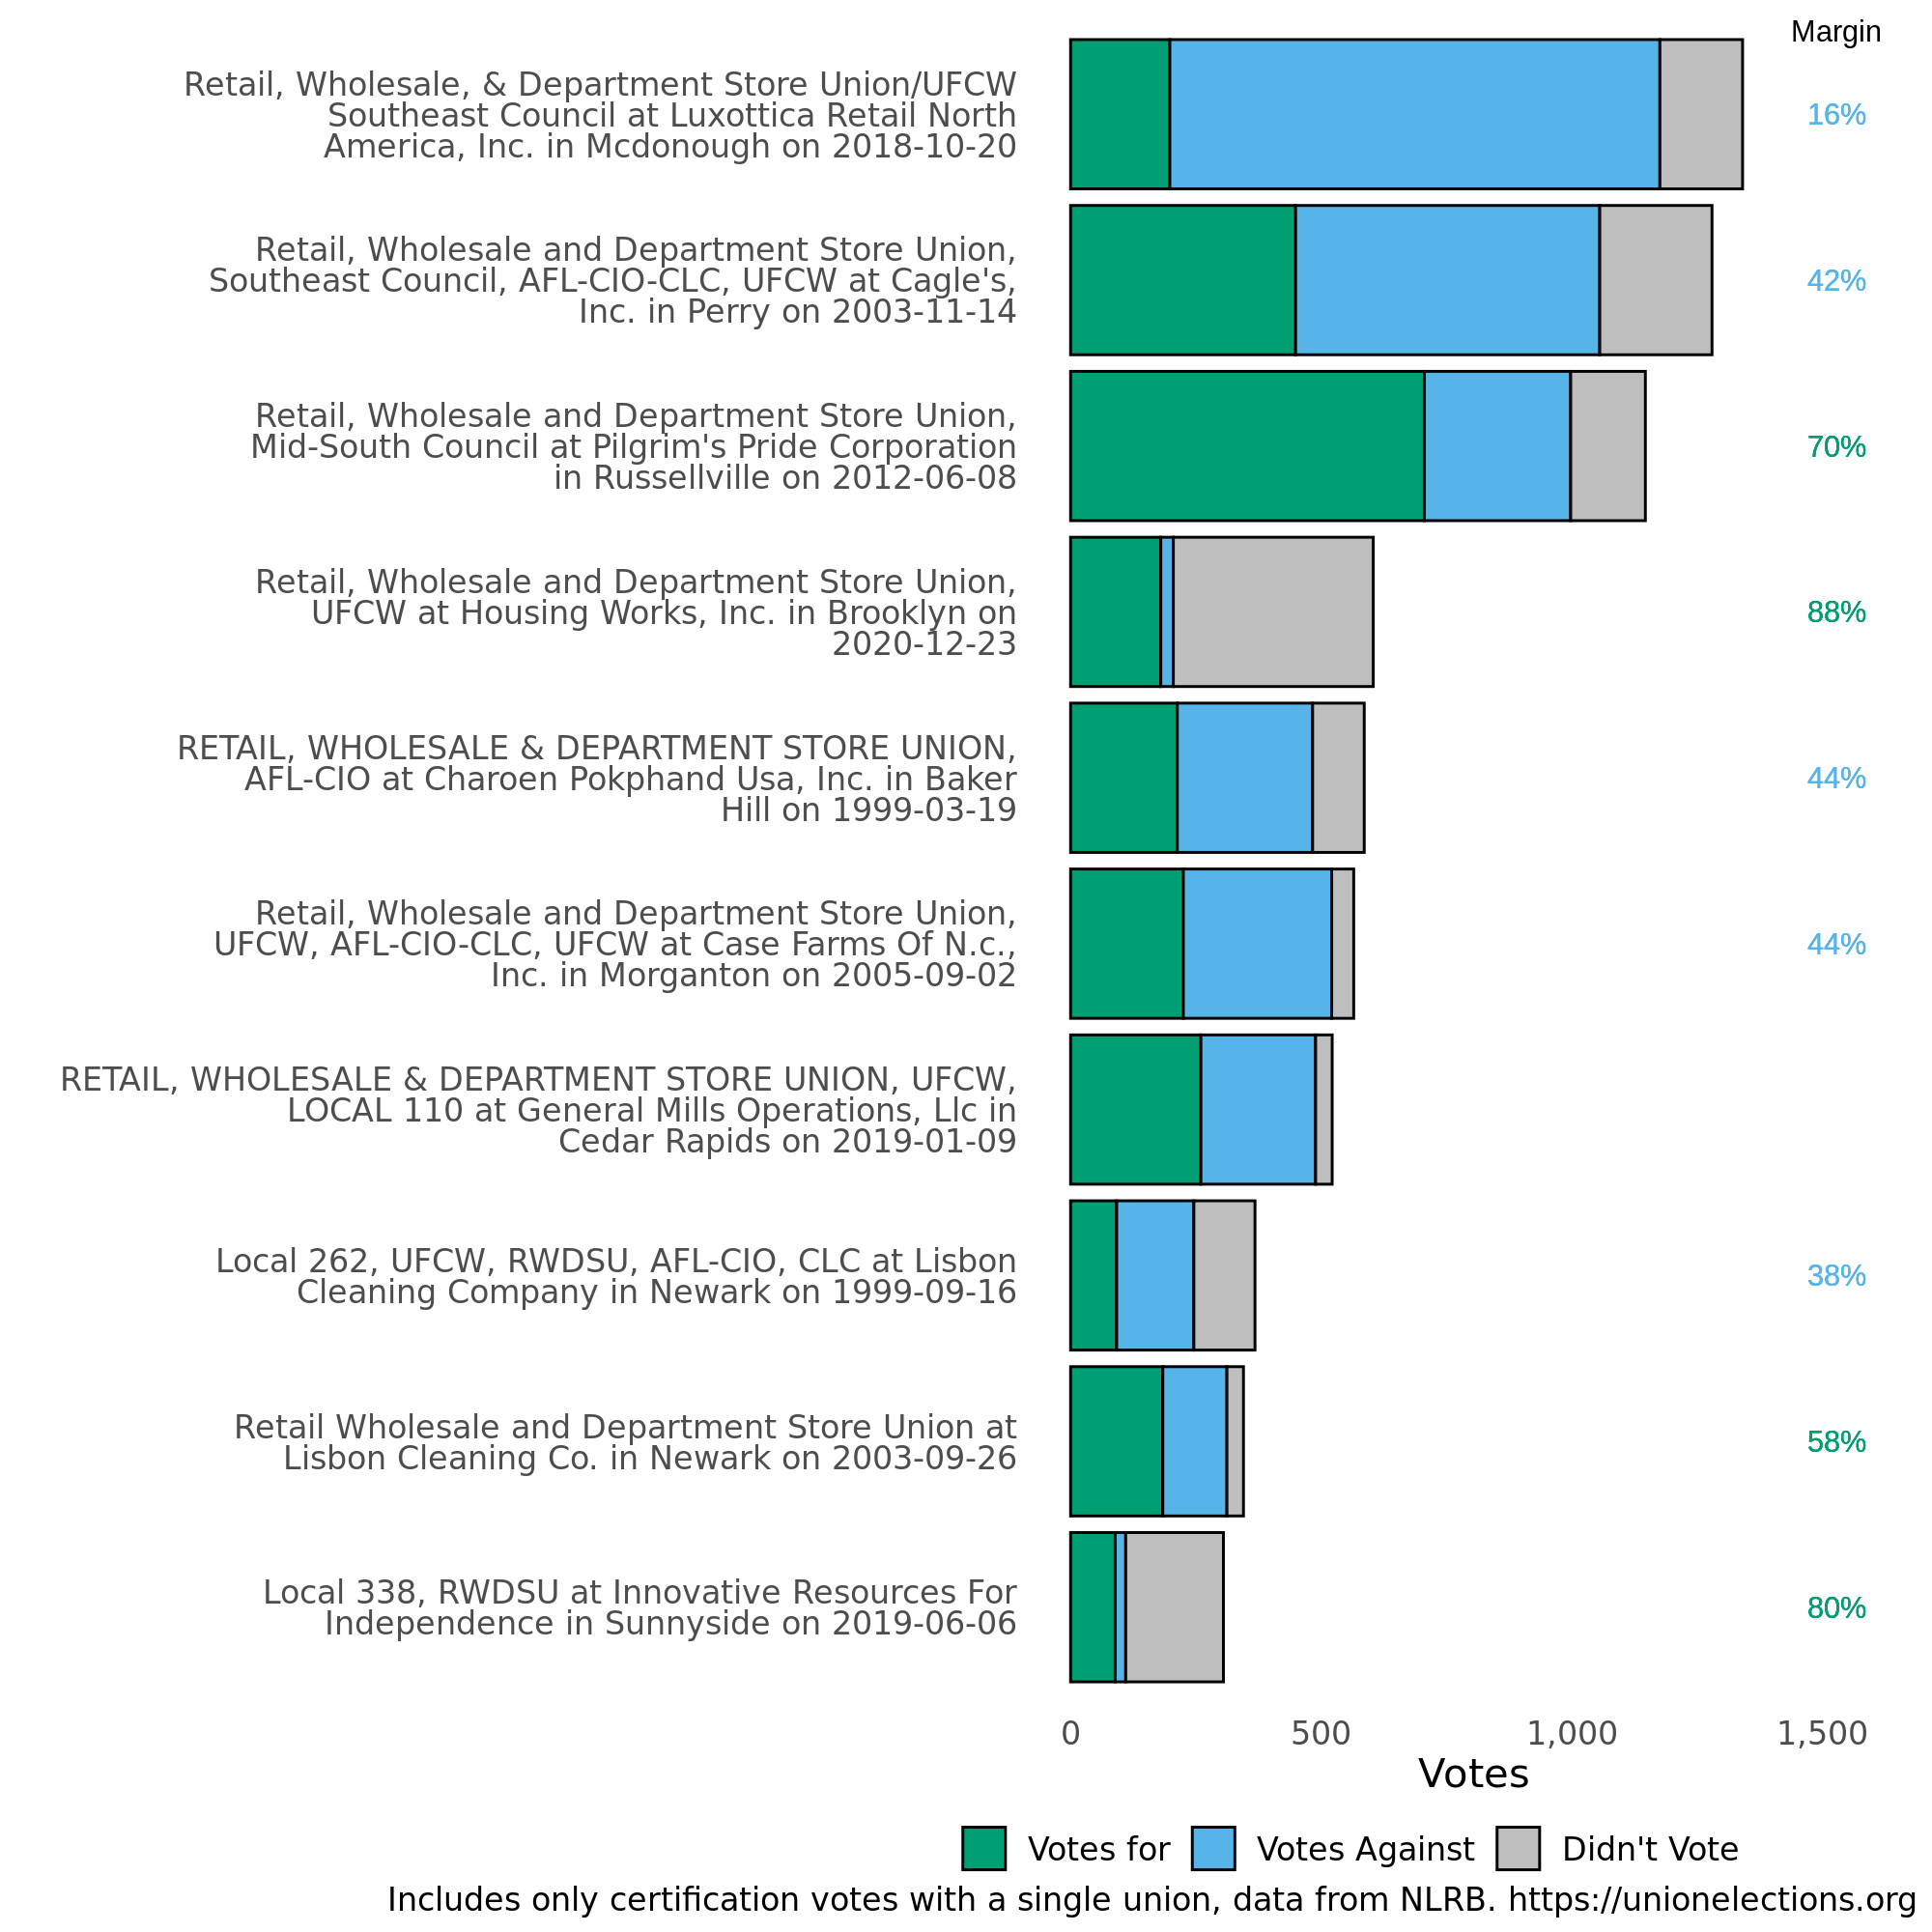 Margin
Retail, Wholesale, & Department Store Union/UFCW
Southeast Council at Luxottica Retail North
America, Inc. in Mcdonough on 2018-10-20
16%
Retail, Wholesale and Department Store Union,
Southeast Council, AFL-CIO-CLC, UFCW at Cagle's,
Inc. in Perry on 2003-11-14
42%
Retail, Wholesale and Department Store Union,
Mid-South Council at Pilgrim's Pride Corporation
in Russellville on 2012-06-08
70%
Retail, Wholesale and Department Store Union,
UFCW at Housing Works, Inc. in Brooklyn on
2020-12-23
88%
RETAIL, WHOLESALE & DEPARTMENT STORE UNION,
AFL-CIO at Charoen Pokphand Usa, Inc. in Baker
Hill on 1999-03-19
44%
Retail, Wholesale and Department Store Union,
UFCW, AFL-CIO-CLC, UFCW at Case Farms Of N.c.,
Inc. in Morganton on 2005-09-02
44%
RETAIL, WHOLESALE & DEPARTMENT STORE UNION, UFCW,
LOCAL 110 at General Mills Operations, Llc in
Cedar Rapids on 2019-01-09
Local 262, UFCW, RWDSU, AFL-CIO, CLC at Lisbon
Cleaning Company in Newark on 1999-09-16
38%
Retail Wholesale and Department Store Union at
Lisbon Cleaning Co. in Newark on 2003-09-26
58%
Local 338, RWDSU at Innovative Resources For
Independence in Sunnyside on 2019-06-06
80%
0 500 1,000 1,500
Votes
Votes for Votes Against Didn't Vote
Includes only certification votes with a single union, data from NLRB. https://unionelections.org